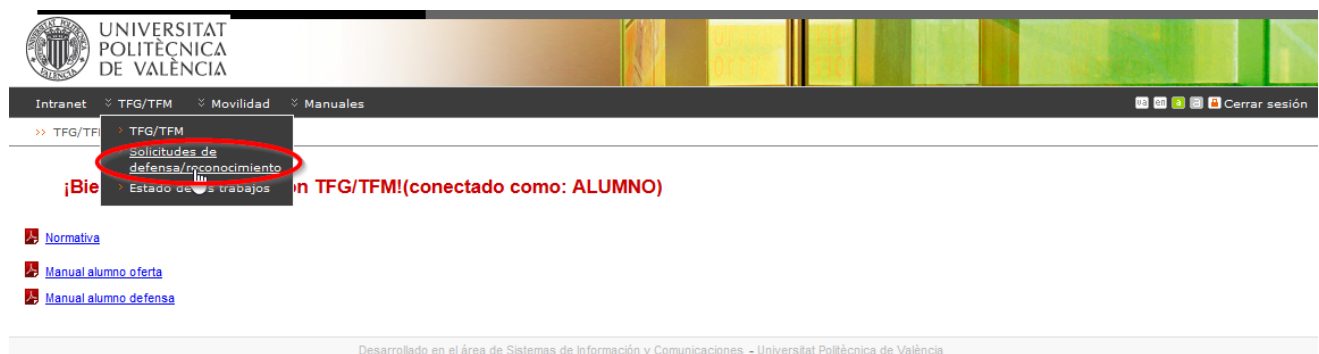 UNIVERSITAT
POLITÈCNICA
DE VALÈNCIA
Intranet TFG/TFM Movilidad Manuales va en a a Cerrar sesión
>> TFG/TF
TFG/TFM
Solicitudes de
defensa/reconocimiento
Estado de s trabajos
¡Bie n TFG/TFM!(conectado como: ALUMNO)
Normativa
Manual alumno oferta
Manual alumno defensa
Desarrollado en el área de Sistemas de Información y Comunicaciones - Universitat Politècnica de València